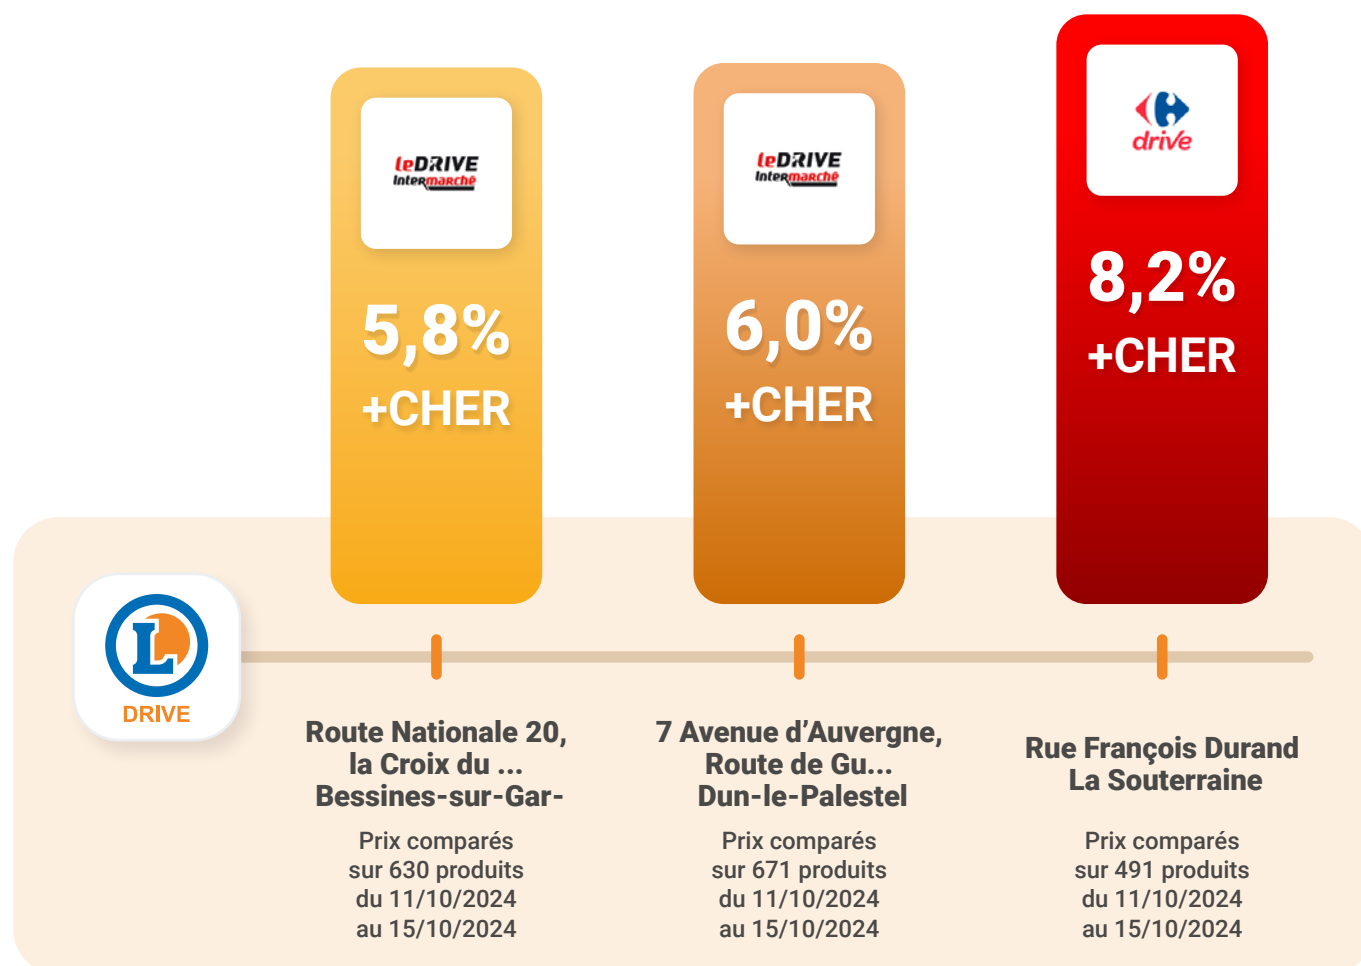 leDRIVE
Intermarché
5,8%
+CHER
leDRIVE
Intermarché
6,0%
+CHER
drive
8,2%
+CHER
L
DRIVE
Route Nationale 20,
la Croix du ...
Bessines-sur-Gar-
Prix comparés
sur 630 produits
du 11/10/2024
au 15/10/2024
7 Avenue d’Auvergne,
Route de Gu...
Dun-le-Palestel
Prix comparés
sur 671 produits
du 11/10/2024
au 15/10/2024
Rue François Durand
La Souterraine
Prix comparés
sur 491 produits
du 11/10/2024
au 15/10/2024